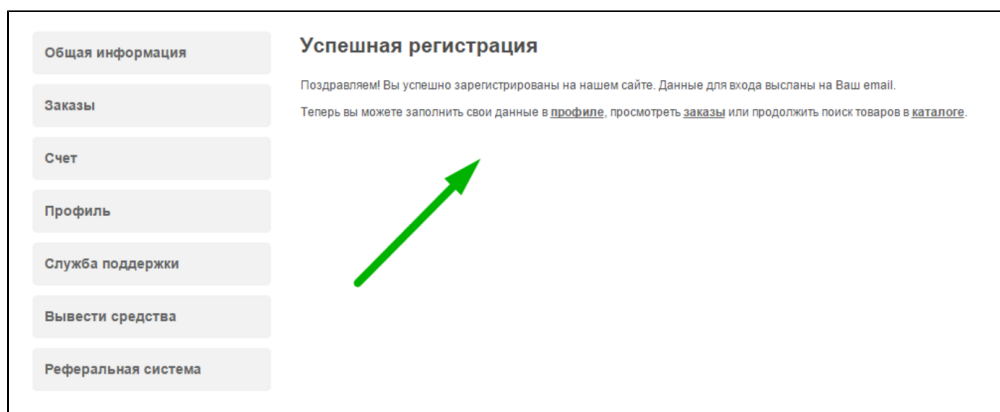 Общая информация
Заказы
Счет
Профиль
Служба поддержки
Вывести средства
Реферальная система
Успешная регистрация
Поздравляем! Вы успешно зарегистрированы на нашем сайте. Данные для входа высланы на Ваш email.
Теперь вы можете заполнить свои данные в профиле, просмотреть заказы или продолжить поиск товаров в каталоге.